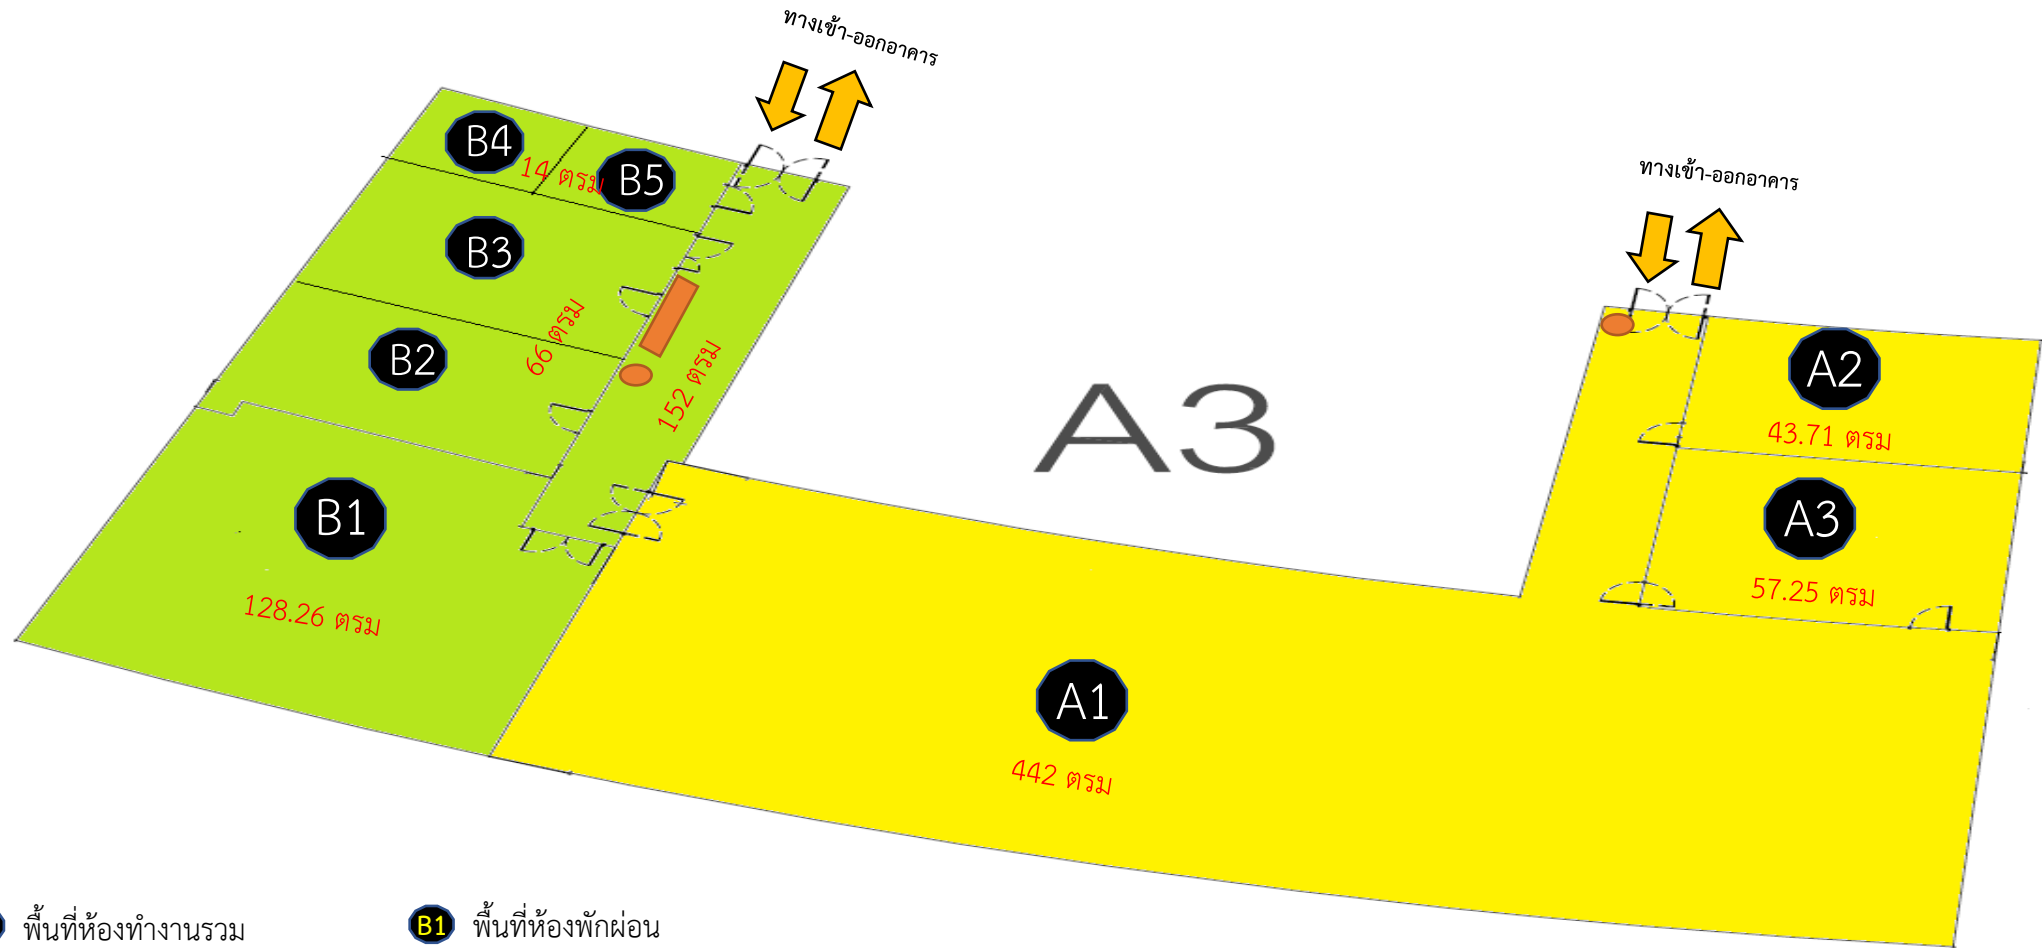 ทางเข้า-ออกอาคาร
B4
14 ตรม
B5
ทางเข้า-ออกอาคาร
B3
66 ตรม
B2
152 ตรม
A3
A2
43.71 ตรม
B1
128.26 ตรม
A3
57.25 ตรม
A1
442 ตรม
พื้นที่ห้องทำงานรวม
B1 พื้นที่ห้องพักผ่อน